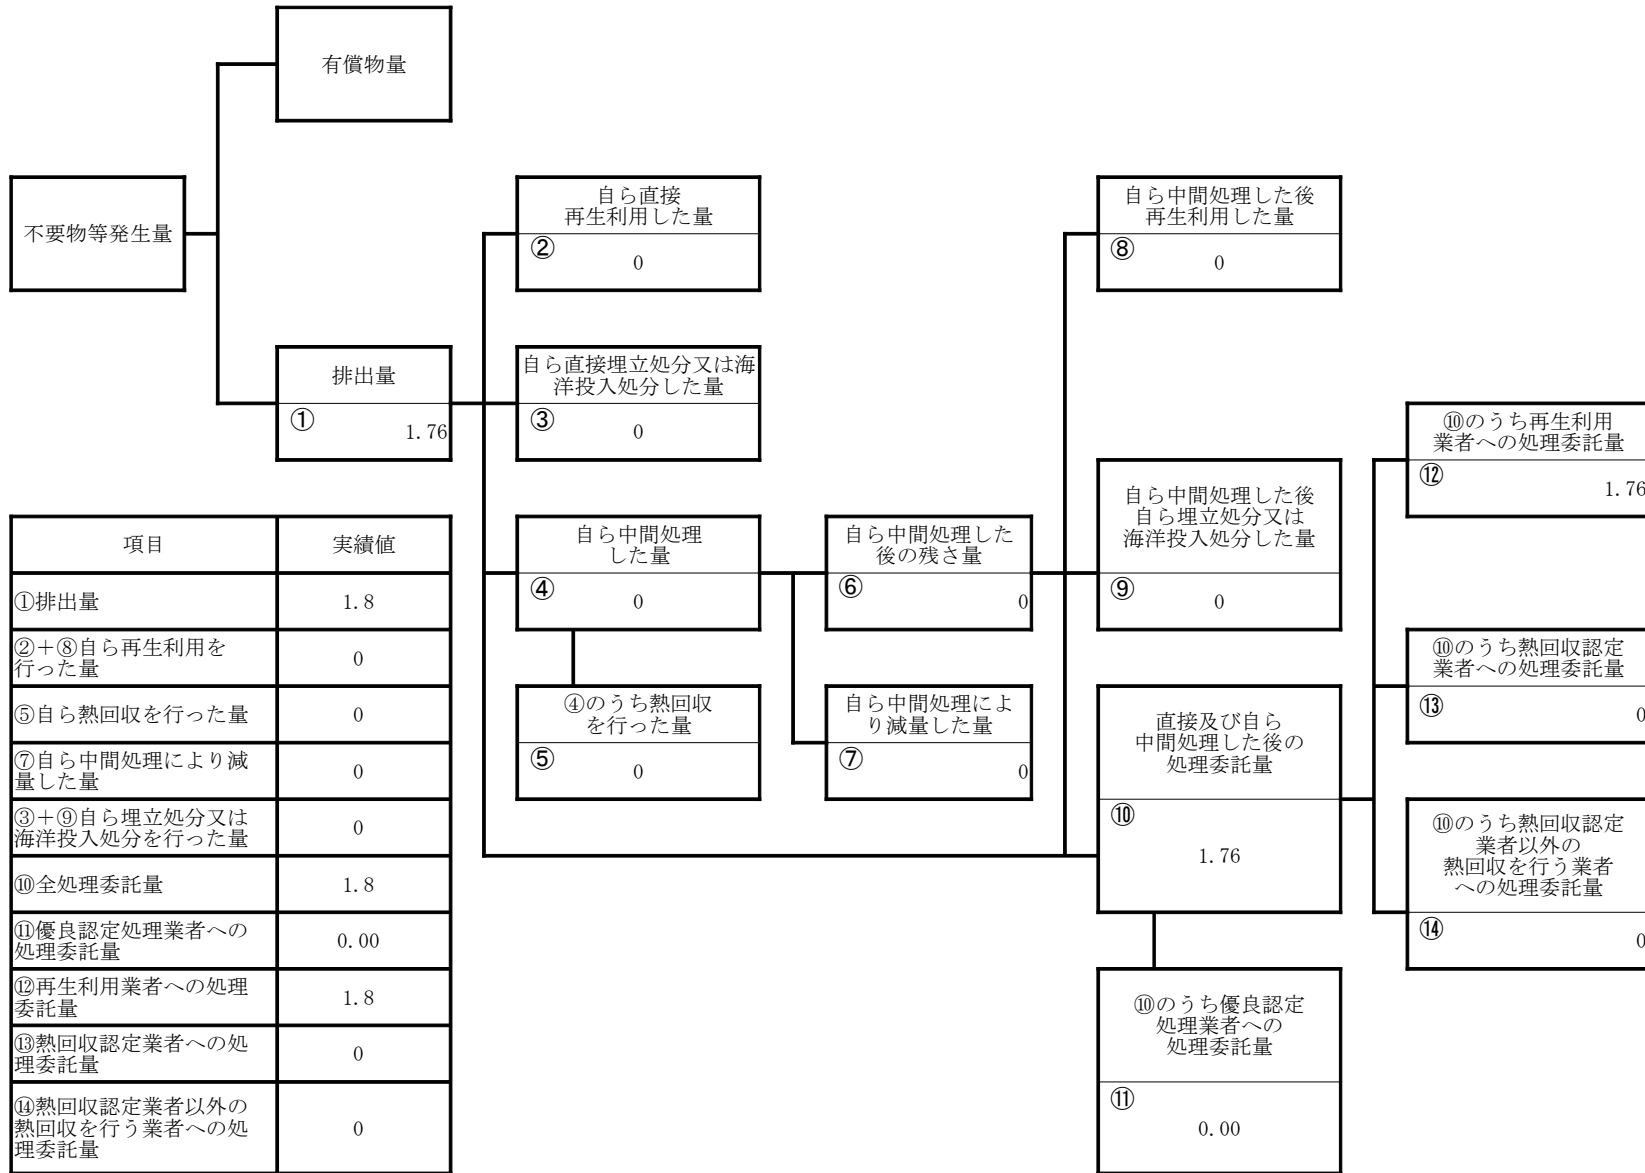 有償物量
不要物等発生量
自ら直接
再生利用した量
②
0
自ら中間処理した後
再生利用した量
⑧
0
排出量
①
1.76
自ら直接埋立処分又は海
洋投入処分した量
③
0
⑩のうち再生利用
業者への処理委託量
⑫
1.76
自ら中間処理した後
自ら埋立処分又は
海洋投入処分した量
⑨
0
自ら中間処理
した量
④
0
自ら中間処理した
後の残さ量
⑥
0
⑩のうち熱回収認定
業者への処理委託量
⑬
0
④のうち熱回収
を行った量
⑤
0
自ら中間処理によ
り減量した量
⑦
0
直接及び自ら
中間処理した後の
処理委託量
⑩
1.76
⑩のうち熱回収認定
業者以外の
熱回収を行う業者
への処理委託量
⑭
0
⑩のうち優良認定
処理業者への
処理委託量
⑪
0.00
項目 実績値
①排出量 1.8
②＋⑧自ら再生利用を
行った量 0
⑤自ら熱回収を行った量 0
⑦自ら中間処理により減
量した量 0
③＋⑨自ら埋立処分又は
海洋投入処分を行った量 0
⑩全処理委託量 1.8
⑪優良認定処理業者への
処理委託量 0.00
⑫再生利用業者への処理
委託量 1.8
⑬熱回収認定業者への処
理委託量 0
⑭熱回収認定業者以外の
熱回収を行う業者への処
理委託量 0